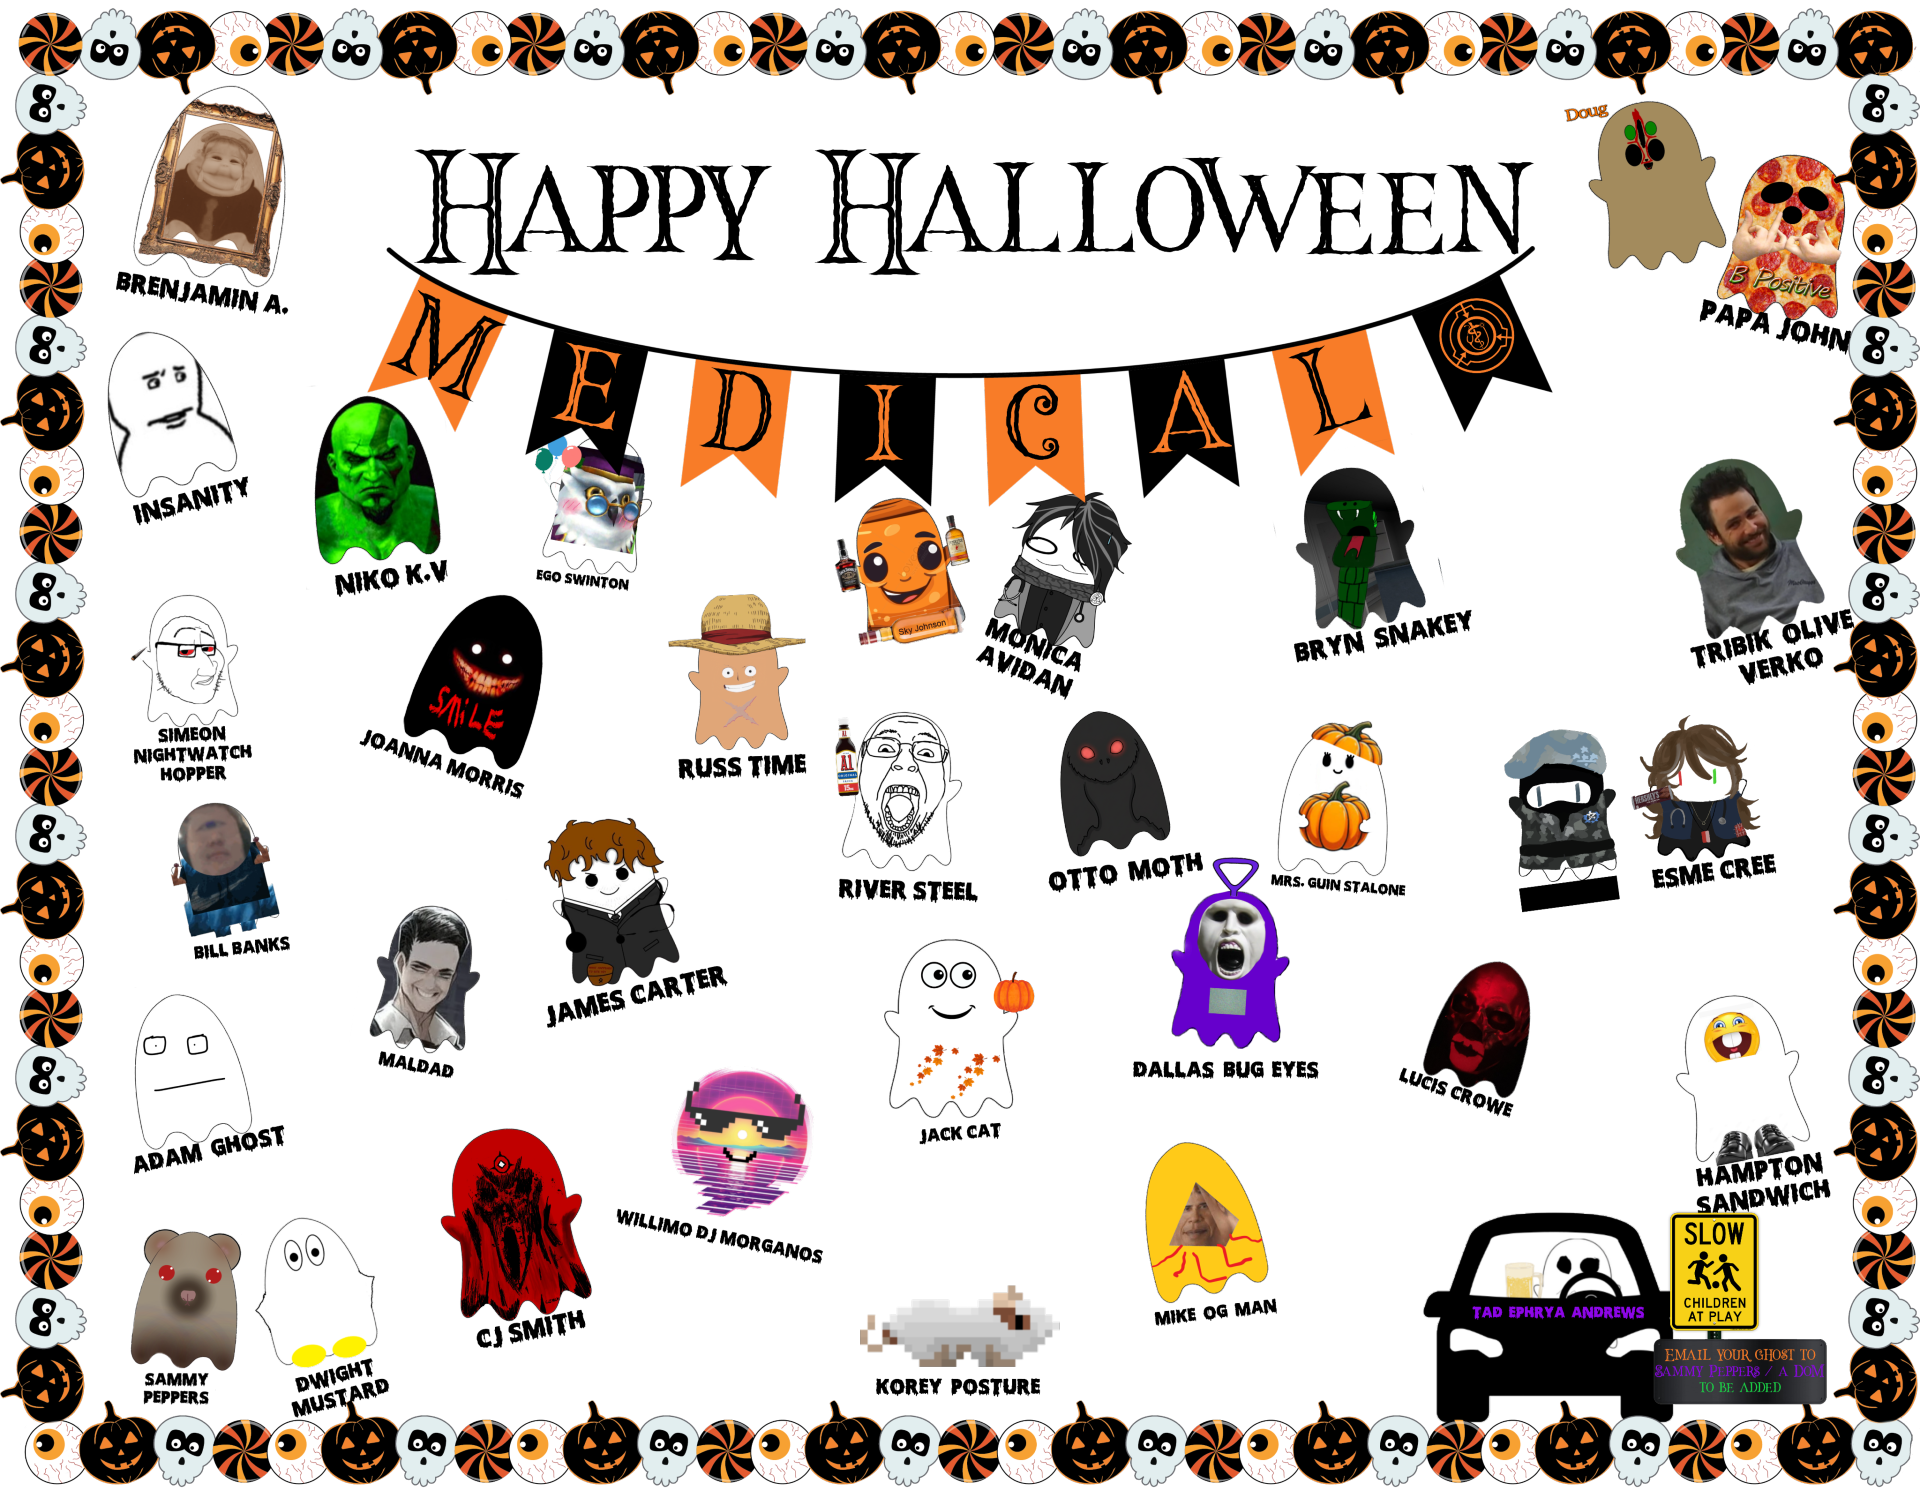 Happy Halloween
MEDICAL
Doug
BRENJAMIN A.
B Positive
PAPA JOHN
INSANITY
NIKO K.V
EGO SWINTON
Sky Johnson
MONICA
AVIDAN
BRYN SNAKEY
TRIBIK OLIVE
VERKO
SIMEON
NIGHTWATCH
HOPPER
SMiLE
JOANNA MORRIS
RUSS TIME
A1
RIVER STEEL
OTTO MOTH
MRS. GUIN STALONE
HERSHEY'S
ESME CREE
BILL BANKS
MALDAD
JAMES CARTER
JACK CAT
DALLAS BUG EYES
LUCIS CROWE
HAMPTON
SANDWICH
ADAM GHOST
CJ SMITH
WILLIMO DJ MORGANOS
MIKE OG MAN
SAMMY
PEPPERS
DWIGHT
MUSTARD
KOREY POSTURE
TAD EPHRYA ANDREWS
SLOW
CHILDREN
AT PLAY
Email your ghost to
Sammy Peppers / A DoM
to be added